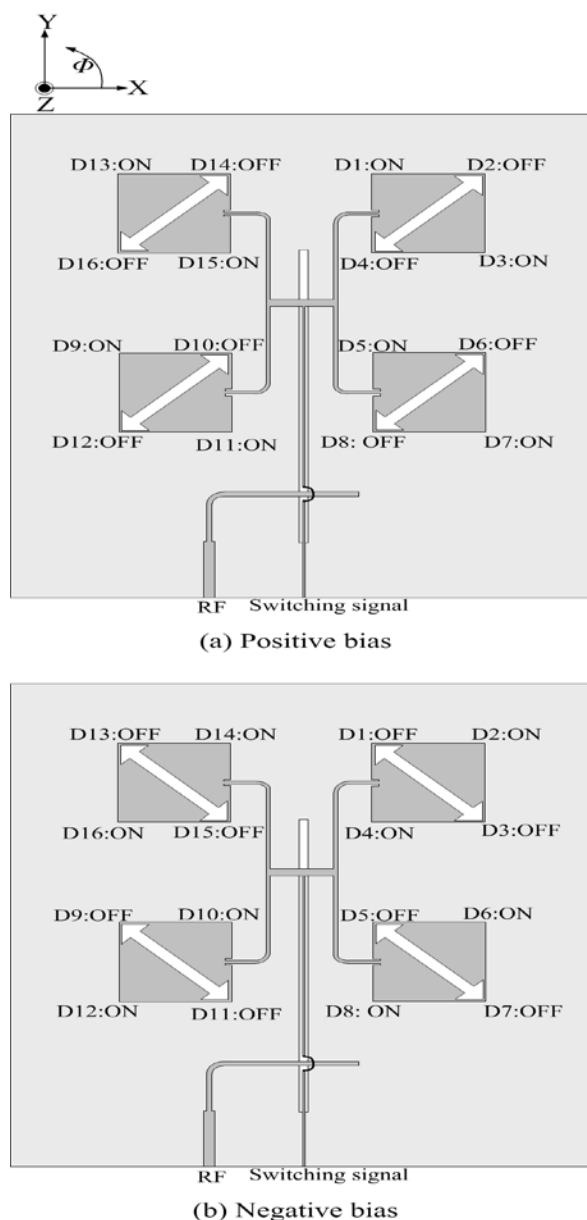 Y
Φ
X
Z
D13:ON D14:OFF D1:ON D2:OFF
D16:OFF D15:ON D4:OFF D3:ON
D9:ON D10:OFF D5:ON D6:OFF
D12:OFF D11:ON D8: OFF D7:ON
RF Switching signal
(a) Positive bias
D13:OFF D14:ON D1:OFF D2:ON
D16:ON D15:OFF D4:ON D3:OFF
D9:OFF D10:ON D5:OFF D6:ON
D12:ON D11:OFF D8: ON D7:OFF
RF Switching signal
(b) Negative bias